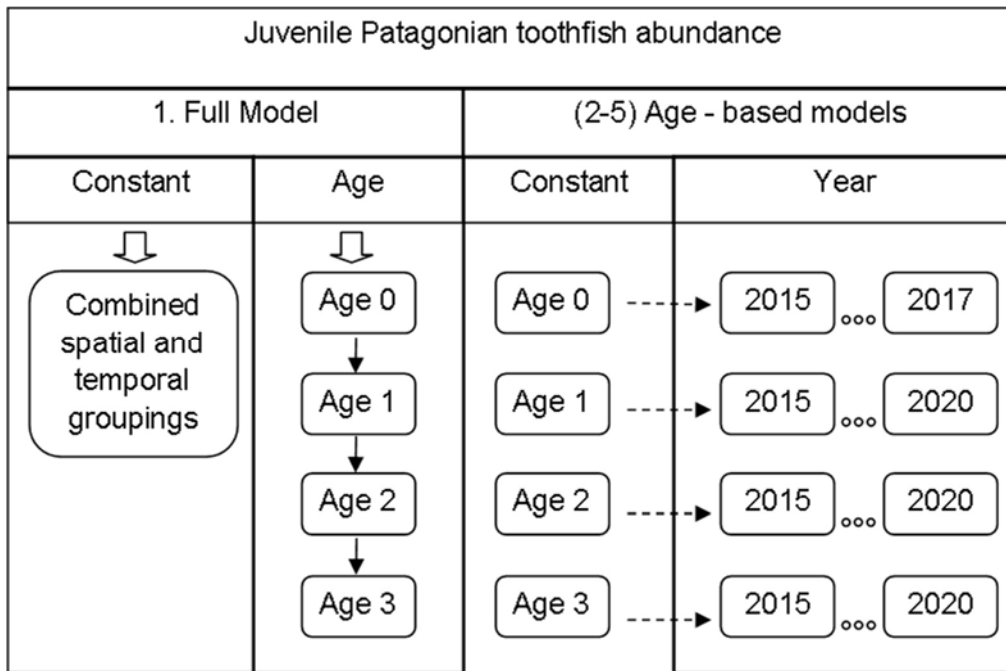 Juvenile Patagonian toothfish abundance
1. Full Model
(2-5) Age - based models
Constant
Age
Constant
Year
Combined
spatial and
temporal
groupings
Age 0
Age 1
Age 2
Age 3
Age 0
2015
2017
Age 1
2015
2020
Age 2
2015
2020
Age 3
2015
2020